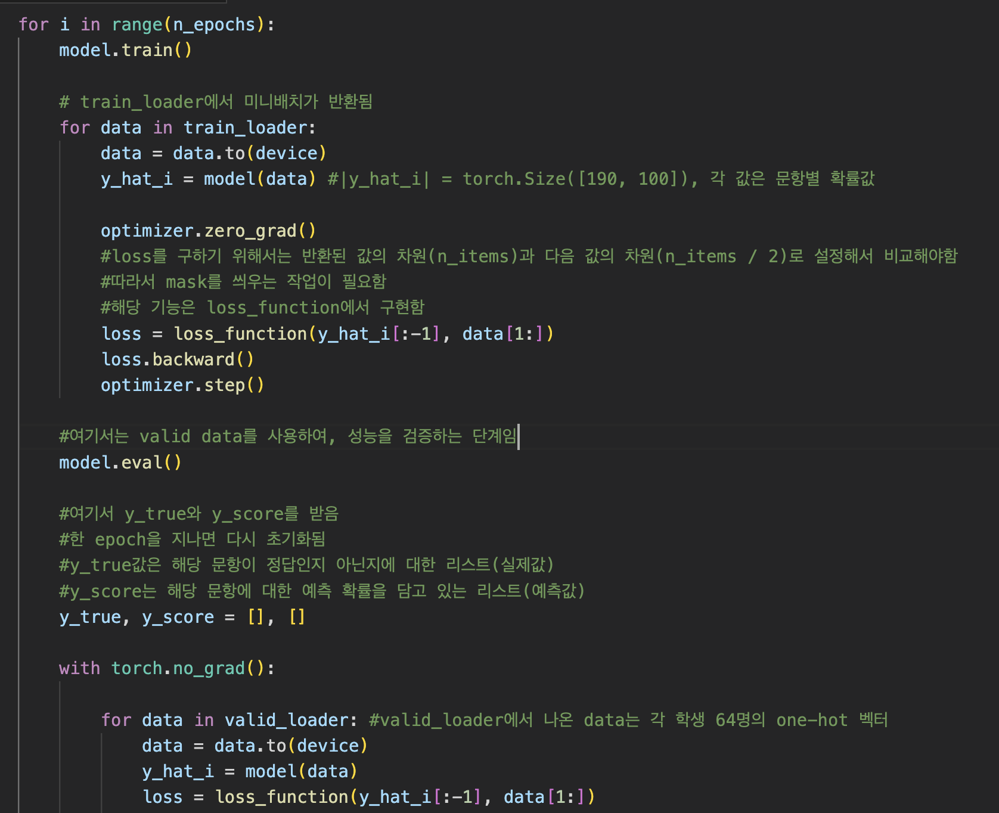 for i in range(n_epochs):
model.train()
# train_loader에서 미니배치가 반환됨
for data in train_loader:
data = data.to(device)
y_hat_i = model(data) #|y_hat_i| = torch.Size([190, 100]), 각 값은 문항별 확률값
optimizer.zero_grad()
#loss를 구하기 위해서는 반환된 값의 차원(n_items)과 다음 값의 차원(n_items / 2)로 설정해서 비교해야함
#따라서 mask를 씌우는 작업이 필요함
#해당 기능은 loss_function에서 구현함
loss = loss_function(y_hat_i[:-1], data[1:])
loss.backward()
optimizer.step()
#여기서는 valid data를 사용하여, 성능을 검증하는 단계임
model.eval()
#여기서 y_true와 y_score를 받음
#한 epoch을 지나면 다시 초기화됨
#y_true값은 해당 문항이 정답인지 아닌지에 대한 리스트(실제값)
#y_score는 해당 문항에 대한 예측 확률을 담고 있는 리스트(예측값)
y_true, y_score = [], []
with torch.no_grad():
for data in valid_loader: #valid_loader에서 나온 data는 각 학생 64명의 one-hot 벡터
data = data.to(device)
y_hat_i = model(data)
loss = loss_function(y_hat_i[:-1], data[1:])